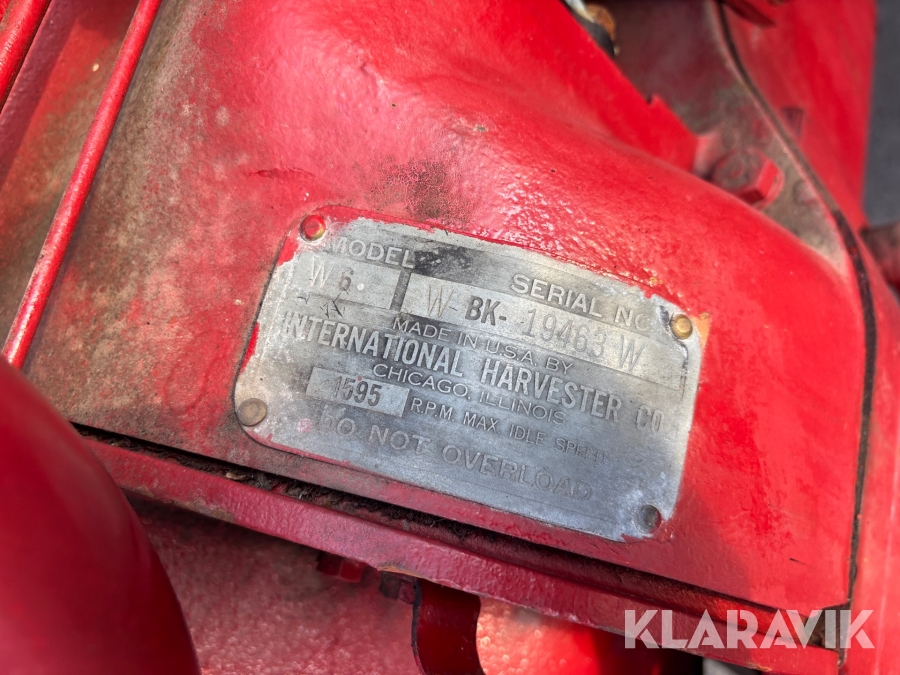 MODEL SERIAL NO.
W 6 W-BK- 19463 W
MADE IN U.S.A. BY
INTERNATIONAL HARVESTER CO
CHICAGO, ILLINOIS
1595 R.P.M. MAX IDLE SPEED
DO NOT OVERLOAD
KLARAVIK